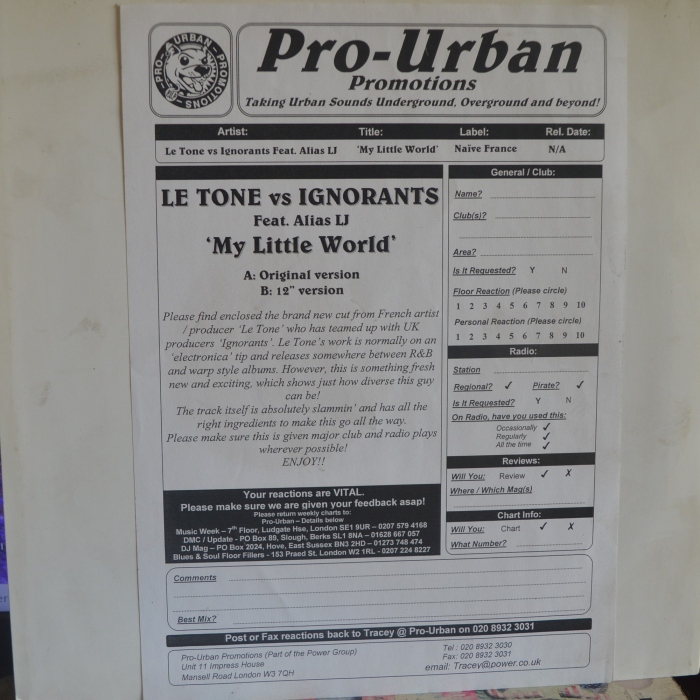 PRO - URBAN - PROMOTIONS
Pro-Urban
Promotions
Taking Urban Sounds Underground, Overground and beyond!
Artist: Title: Label: Rel. Date:
Le Tone vs Ignorants Feat. Alias LJ 'My Little World' Naïve France N/A
LE TONE vs IGNORANTS
Feat. Alias LJ
'My Little World'
A: Original version
B: 12" version
Please find enclosed the brand new cut from French artist
/ producer 'Le Tone' who has teamed up with UK
producers 'Ignorants'. Le Tone's work is normally on an
'electronica' tip and releases somewhere between R&B
and warp style albums. However, this is something fresh
new and exciting, which shows just how diverse this guy
can be!
The track itself is absolutely slammin' and has all the
right ingredients to make this go all the way.
Please make sure this is given major club and radio plays
wherever possible!
ENJOY!!
Your reactions are VITAL.
Please make sure we are given your feedback asap!
Please return weekly charts to:
Pro-Urban – Details below
Music Week – 7th Floor, Ludgate Hse, London SE1 9UR – 0207 579 4168
DMC / Update - PO Box 89, Slough, Berks SL1 8NA – 01628 667 057
DJ Mag – PO Box 2024, Hove, East Sussex BN3 2HD – 01273 748 474
Blues & Soul Floor Fillers - 153 Praed St, London W2 1RL - 0207 224 8227
General / Club:
Name?
Club(s)?
Area?
Is It Requested? Y N
Floor Reaction (Please circle)
1 2 3 4 5 6 7 8 9 10
Personal Reaction (Please circle)
1 2 3 4 5 6 7 8 9 10
Radio:
Station
Regional? ✓ Pirate? ✓
Is It Requested? Y N
On Radio, have you used this:
Occasionally ✓
Regularly ✓
All the time ✓
Reviews:
Will You: Review ✓ X
Where / Which Mag(s)
Chart Info:
Will You: Chart ✓ X
What Number?
Comments
Best Mix?
Post or Fax reactions back to Tracey @ Pro-Urban on 020 8932 3031
Pro-Urban Promotions (Part of the Power Group)
Unit 11 Impress House
Mansell Road London W3 7QH
Tel : 020 8932 3030
Fax: 020 8932 3031
email: Tracey@power.co.uk